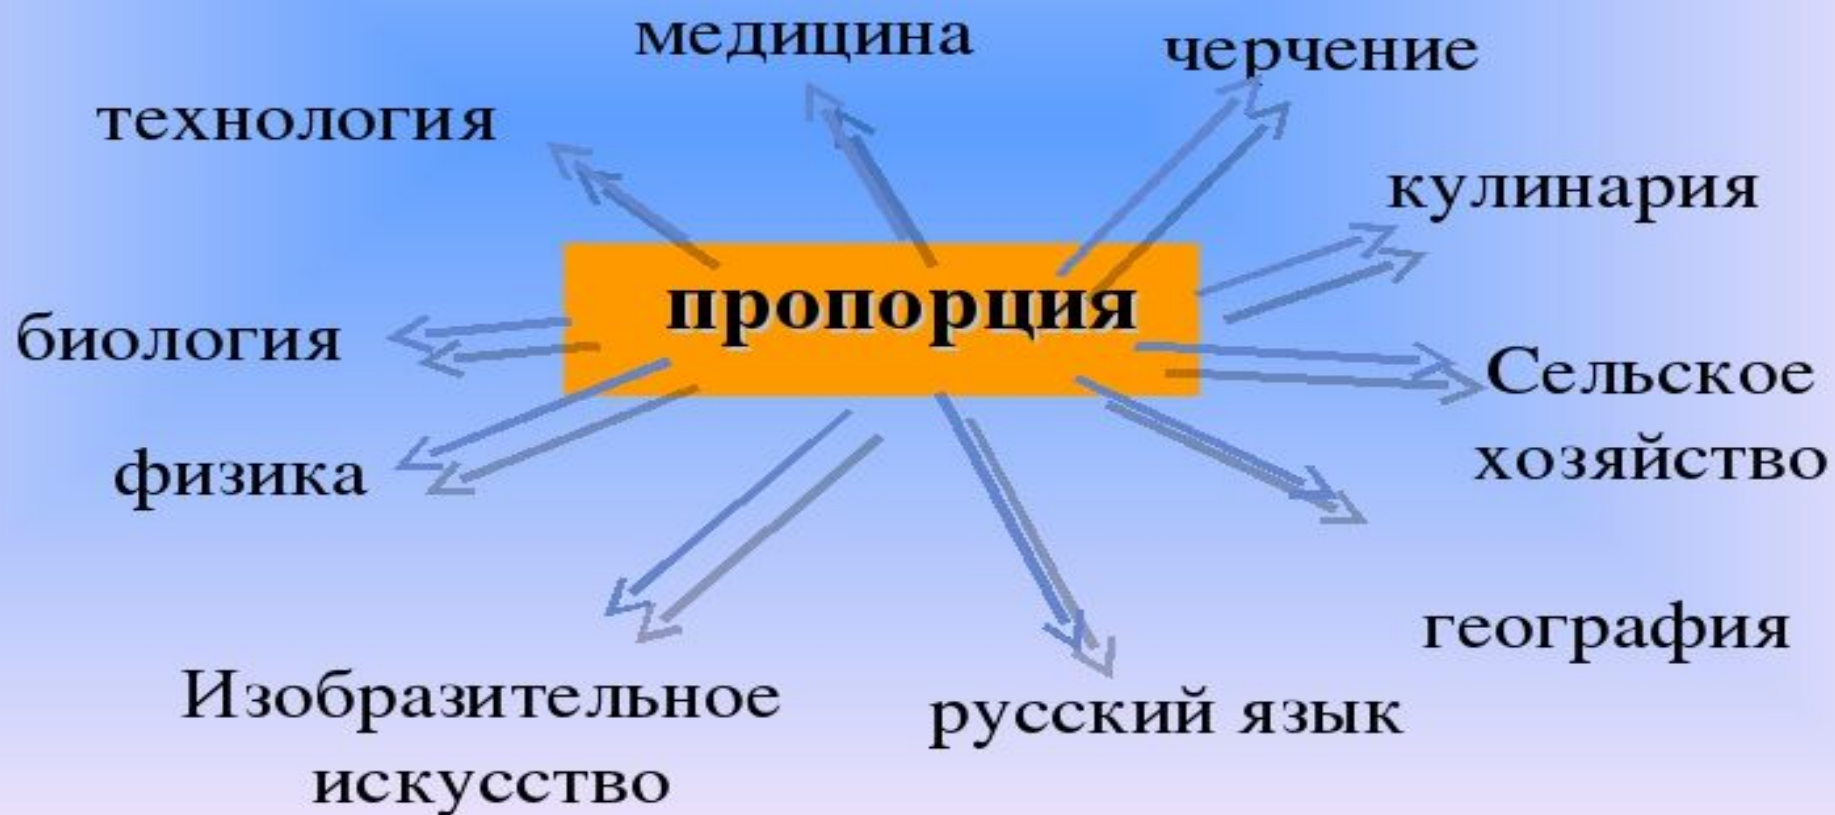 медицина
черчение
технология
кулинария
пропорция
биология
Сельское
хозяйство
физика
география
Изобразительное
искусство
русский язык